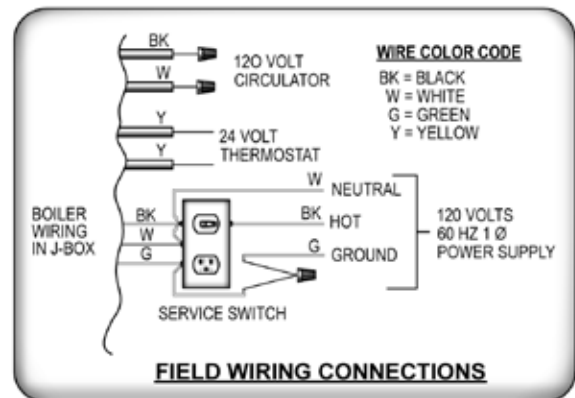 BK
W
120 VOLT
CIRCULATOR
WIRE COLOR CODE
BK = BLACK
W = WHITE
G = GREEN
Y = YELLOW
Y
Y
24 VOLT
THERMOSTAT
BOILER
WIRING
IN J-BOX
BK
W
G
W
NEUTRAL
BK
HOT
G
GROUND
120 VOLTS
60 HZ 1 Ø
POWER SUPPLY
SERVICE SWITCH
FIELD WIRING CONNECTIONS